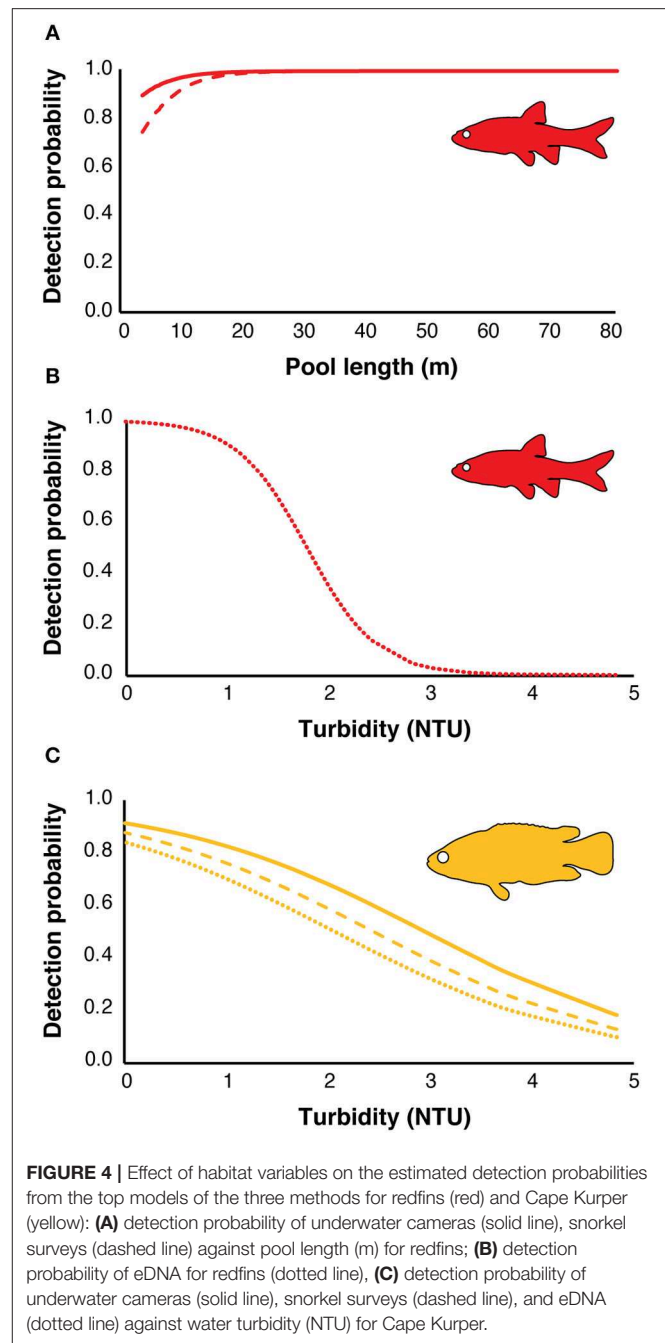 A
Detection probability
1.0
0.8
0.6
0.4
0.2
0.0
0 10 20 30 40 50 60 70 80
Pool length (m)
B
Detection probability
1.0
0.8
0.6
0.4
0.2
0.0
0 1 2 3 4 5
Turbidity (NTU)
C
Detection probability
1.0
0.8
0.6
0.4
0.2
0.0
0 1 2 3 4 5
Turbidity (NTU)
FIGURE 4 | Effect of habitat variables on the estimated detection probabilities
from the top models of the three methods for redfins (red) and Cape Kurper
(yellow): (A) detection probability of underwater cameras (solid line), snorkel
surveys (dashed line) against pool length (m) for redfins; (B) detection
probability of eDNA for redfins (dotted line), (C) detection probability of
underwater cameras (solid line), snorkel surveys (dashed line), and eDNA
(dotted line) against water turbidity (NTU) for Cape Kurper.